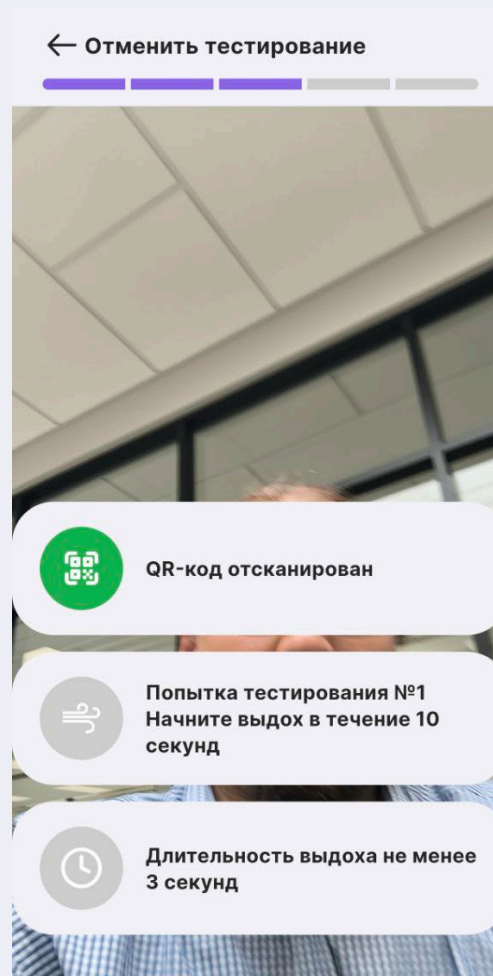 ← Отменить тестирование
QR-код отсканирован
Попытка тестирования №1
Начните выдох в течение 10
секунд
Длительность выдоха не менее
3 секунд